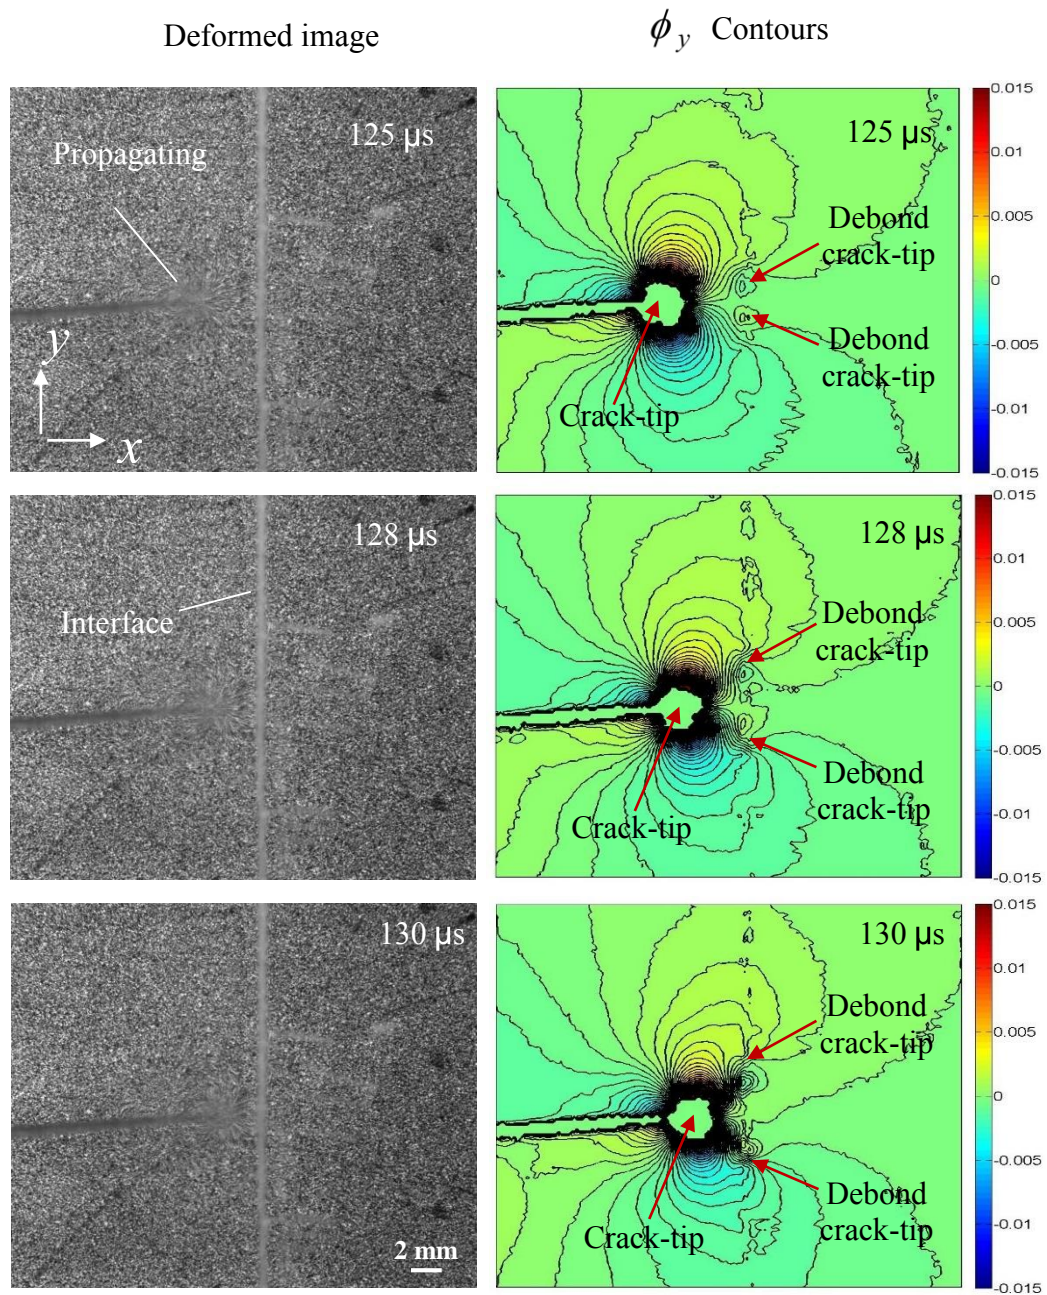 Deformed image
ϕy Contours
125 µs
Propagating
y
x
125 µs
Debond
crack-tip
Debond
crack-tip
Crack-tip
0.015
0.01
0.005
0
-0.005
-0.01
-0.015
128 µs
Interface
128 µs
Debond
crack-tip
Debond
crack-tip
Crack-tip
0.015
0.01
0.005
0
-0.005
-0.01
-0.015
130 µs
2 mm
130 µs
Debond
crack-tip
Debond
crack-tip
Crack-tip
0.015
0.01
0.005
0
-0.005
-0.01
-0.015